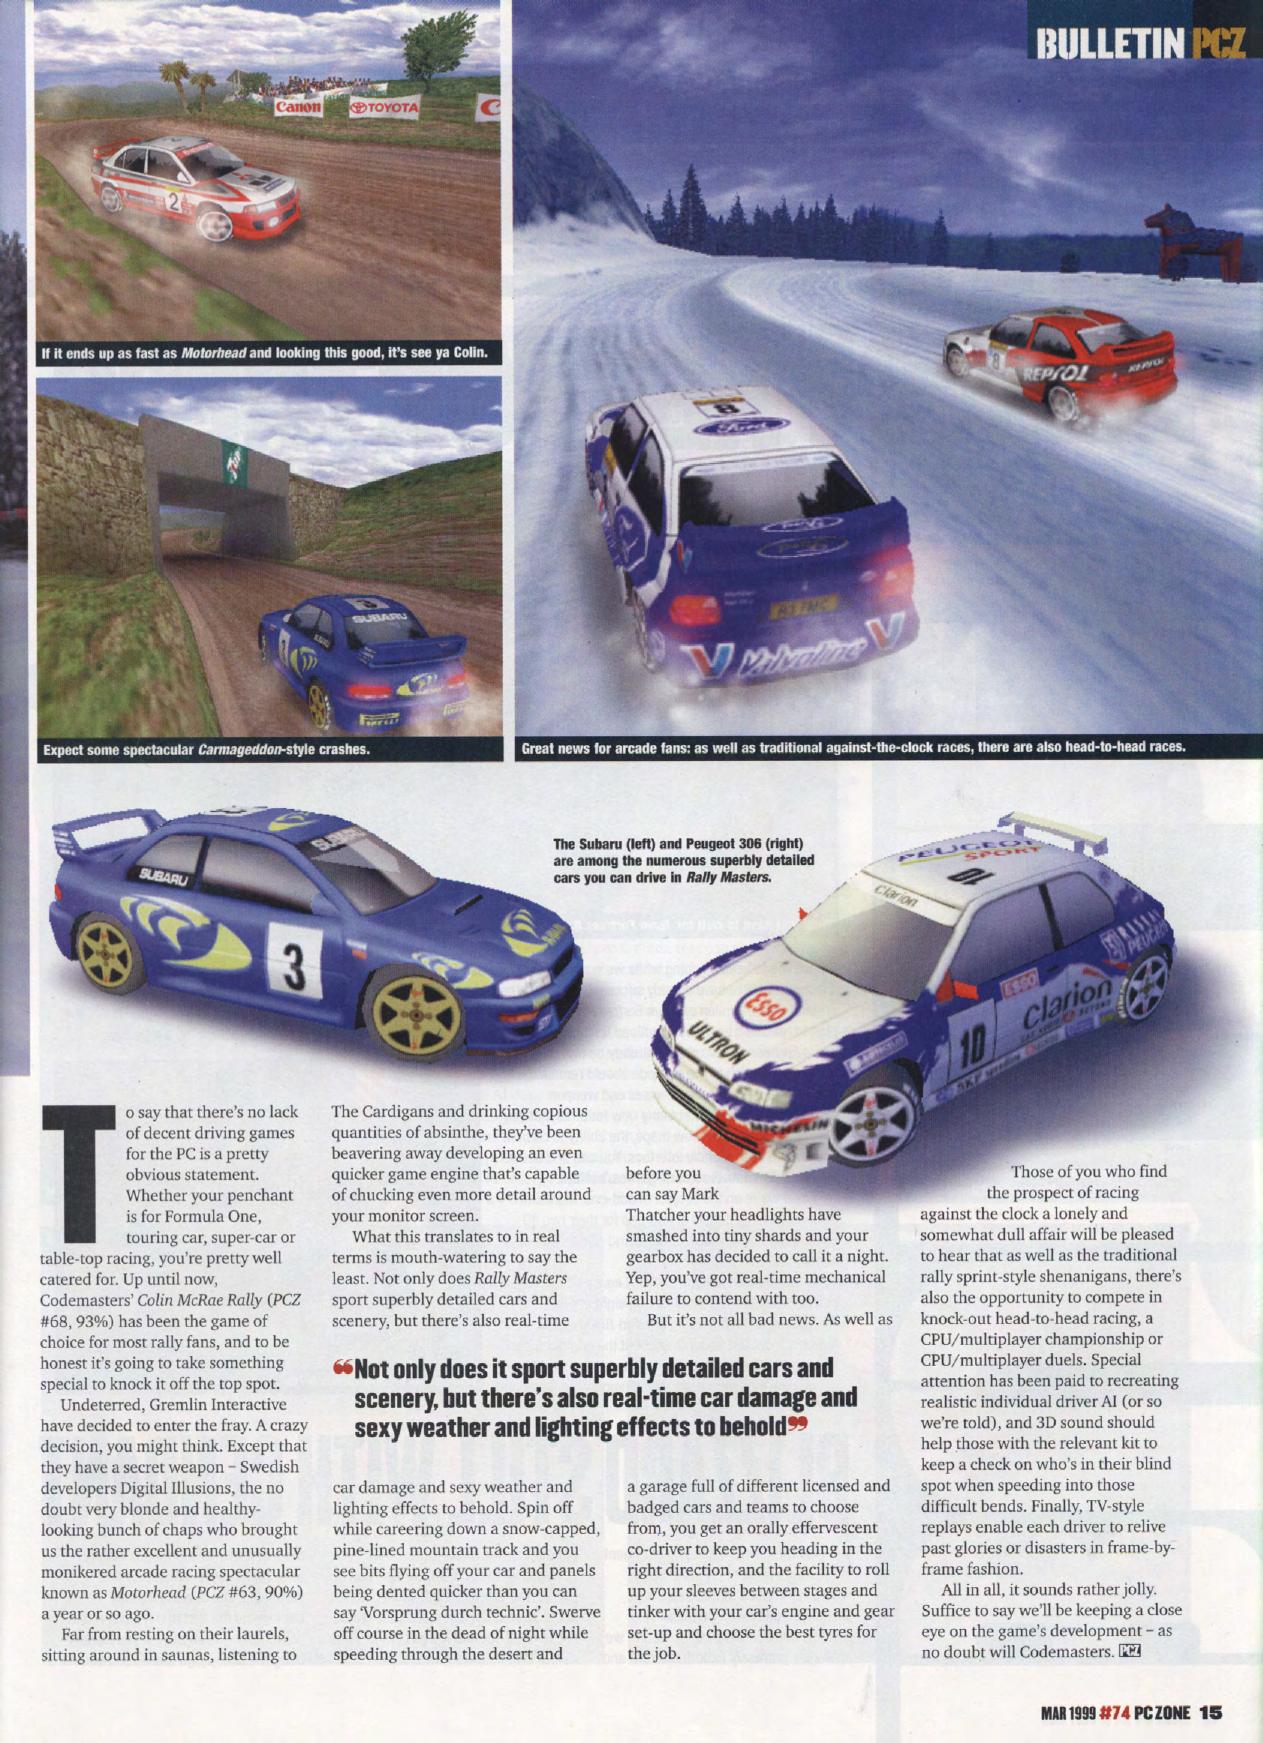 BULLETIN PCZ
Canon
TOYOTA
2
If it ends up as fast as Motorhead and looking this good, it's see ya Colin.
3
SUBARU
SUBARU
3
PIRELLI
Expect some spectacular Carmageddon-style crashes.
8
REPSOL
REPSOL
8
Ford
Valvoline
Great news for arcade fans: as well as traditional against-the-clock races, there are also head-to-head races.
The Subaru (left) and Peugeot 306 (right)
are among the numerous superbly detailed
cars you can drive in Rally Masters.
SUBARU
SUBARU
3
PEUGEOT
SPORT
10
Clarion
ESSO
ULTRON
MICHELIN
10
ESSO
Clarion
To say that there's no lack
of decent driving games
for the PC is a pretty
obvious statement.
Whether your penchant
is for Formula One,
touring car, super-car or
table-top racing, you're pretty well
catered for. Up until now,
Codemasters' Colin McRae Rally (PCZ
#68, 93%) has been the game of
choice for most rally fans, and to be
honest it's going to take something
special to knock it off the top spot.
Undeterred, Gremlin Interactive
have decided to enter the fray. A crazy
decision, you might think. Except that
they have a secret weapon – Swedish
developers Digital Illusions, the no
doubt very blonde and healthy-
looking bunch of chaps who brought
us the rather excellent and unusually
monikered arcade racing spectacular
known as Motorhead (PCZ #63, 90%)
a year or so ago.
Far from resting on their laurels,
sitting around in saunas, listening to
The Cardigans and drinking copious
quantities of absinthe, they've been
beavering away developing an even
quicker game engine that's capable
of chucking even more detail around
your monitor screen.
What this translates to in real
terms is mouth-watering to say the
least. Not only does Rally Masters
sport superbly detailed cars and
scenery, but there's also real-time
“Not only does it sport superbly detailed cars and
scenery, but there's also real-time car damage and
sexy weather and lighting effects to behold”
car damage and sexy weather and
lighting effects to behold. Spin off
while careering down a snow-capped,
pine-lined mountain track and you
see bits flying off your car and panels
being dented quicker than you can
say 'Vorsprung durch technic'. Swerve
off course in the dead of night while
speeding through the desert and
before you
can say Mark
Thatcher your headlights have
smashed into tiny shards and your
gearbox has decided to call it a night.
Yep, you've got real-time mechanical
failure to contend with too.
But it's not all bad news. As well as
a garage full of different licensed and
badged cars and teams to choose
from, you get an orally effervescent
co-driver to keep you heading in the
right direction, and the facility to roll
up your sleeves between stages and
tinker with your car's engine and gear
set-up and choose the best tyres for
the job.
Those of you who find
the prospect of racing
against the clock a lonely and
somewhat dull affair will be pleased
to hear that as well as the traditional
rally sprint-style shenanigans, there's
also the opportunity to compete in
knock-out head-to-head racing, a
CPU/multiplayer championship or
CPU/multiplayer duels. Special
attention has been paid to recreating
realistic individual driver AI (or so
we're told), and 3D sound should
help those with the relevant kit to
keep a check on who's in their blind
spot when speeding into those
difficult bends. Finally, TV-style
replays enable each driver to relive
past glories or disasters in frame-by-
frame fashion.
All in all, it sounds rather jolly.
Suffice to say we'll be keeping a close
eye on the game's development – as
no doubt will Codemasters. PCZ
MAR 1999 #74 PC ZONE 15